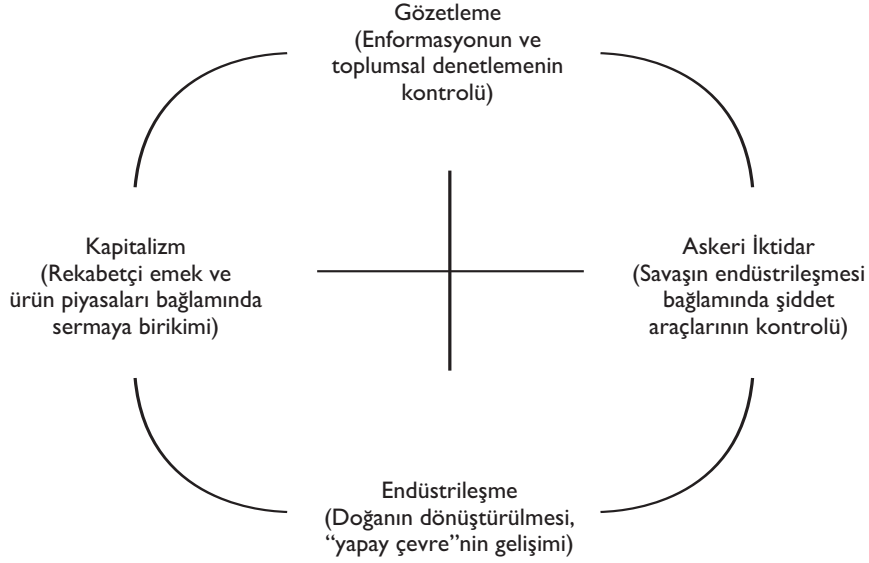 Gözetleme
(Enformasyonun ve
toplumsal denetlemenin
kontrolü)
Kapitalizm
(Rekabetçi emek ve
ürün piyasaları bağlamında
sermaya birikimi)
Askeri İktidar
(Savaşın endüstrileşmesi
bağlamında şiddet
araçlarının kontrolü)
Endüstrileşme
(Doğanın dönüştürülmesi,
“yapay çevre”nin gelişimi)